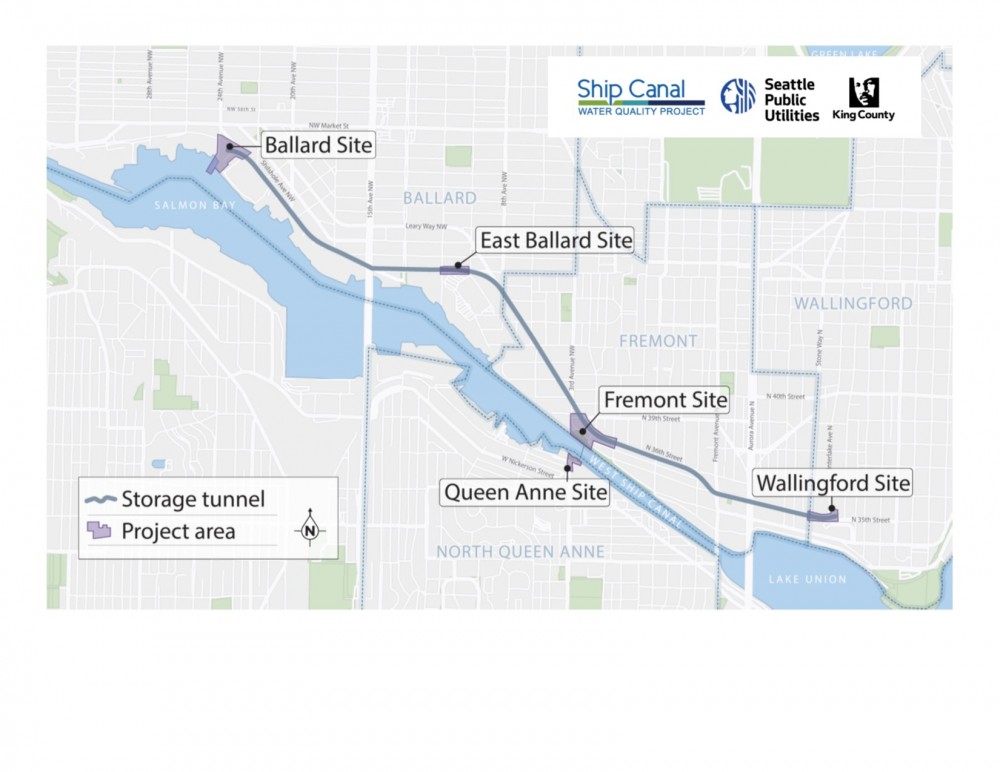 GREEN LAKE
Ship Canal
WATER QUALITY PROJECT
Seattle
Public
Utilities
King County
28th Avenue NW
24th Avenue NW
20th Ave NW
NW 56th St
NW Market St
Ballard Site
Shilshole Ave NW
15th Ave NW
8th Ave NW
BALLARD
SALMON BAY
Leary Way NW
East Ballard Site
WALLINGFORD
FREMONT
Stone Way N
3rd Avenue NW
Fremont Site
N 40th Street
N 39th Street
Fremont Avenue
Aurora Ave N
N 36th Street
W Nickerson Street
WEST SHIP CANAL
Queen Anne Site
Wallingford Site
N 35th Street
Storage tunnel
Project area
N
NORTH QUEEN ANNE
LAKE UNION